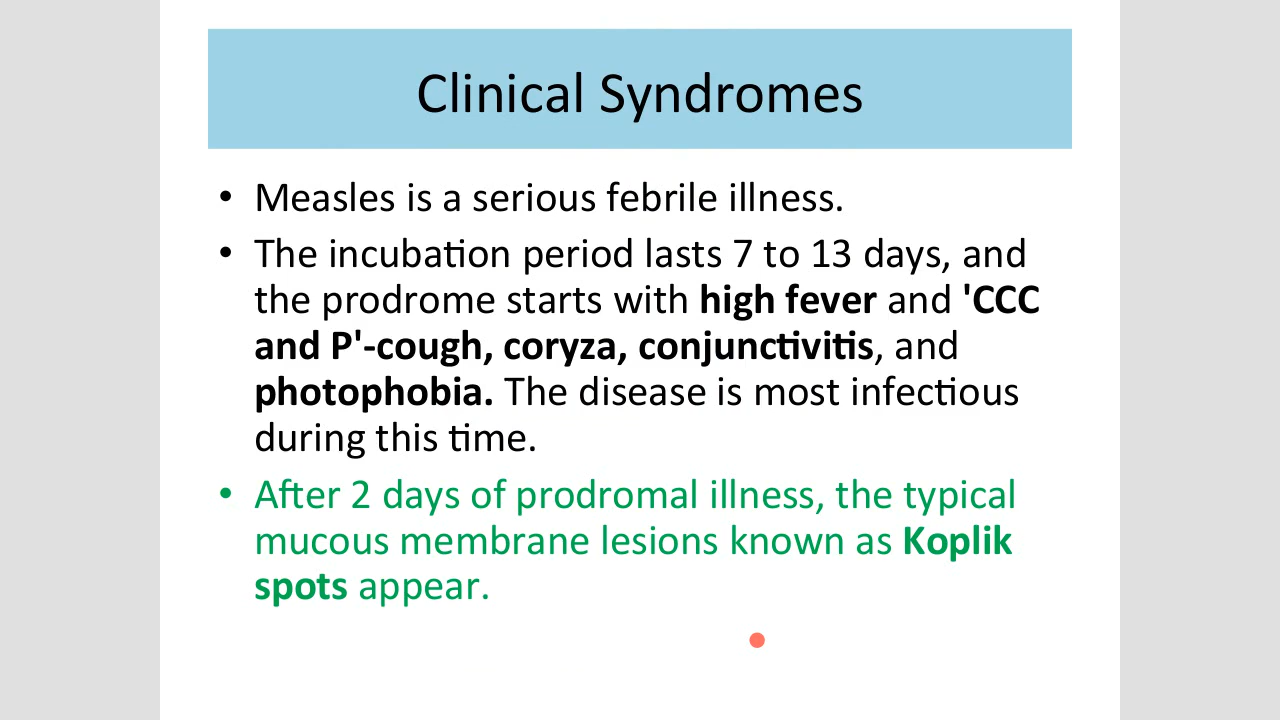 Clinical Syndromes
• Measles is a serious febrile illness.
• The incubation period lasts 7 to 13 days, and
the prodrome starts with high fever and 'CCC
and P'-cough, coryza, conjunctivitis, and
photophobia. The disease is most infectious
during this time.
• After 2 days of prodromal illness, the typical
mucous membrane lesions known as Koplik
spots appear.